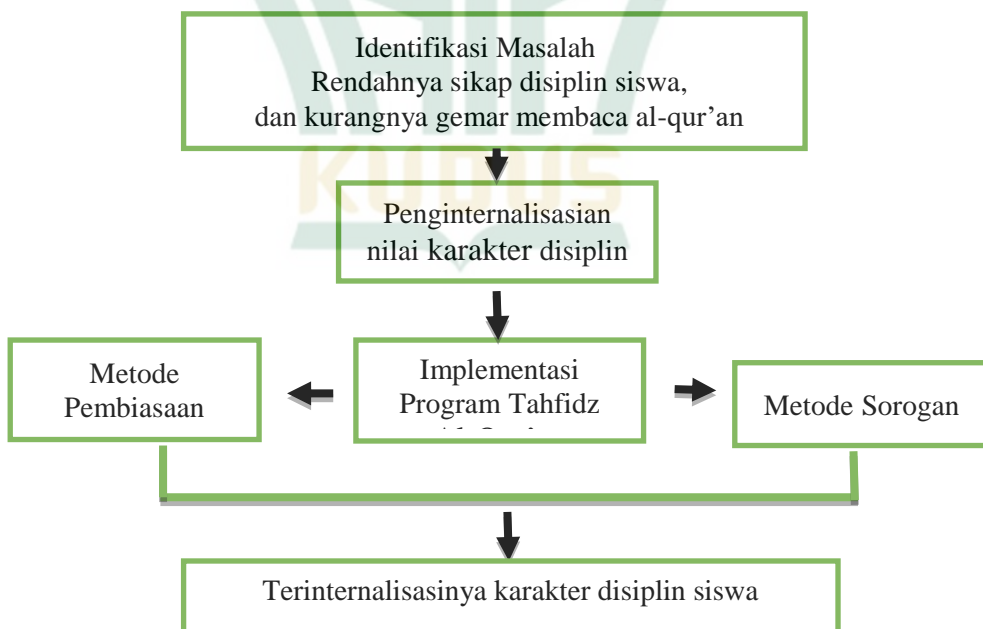 Identifikasi Masalah
Rendahnya sikap disiplin siswa,
dan kurangnya gemar membaca al-qur’an
KUDUS
Penginternalisasian
nilai karakter disiplin
Metode
Pembiasaan
Implementasi
Program Tahfidz
Metode Sorogan
Terinternalisasinya karakter disiplin siswa